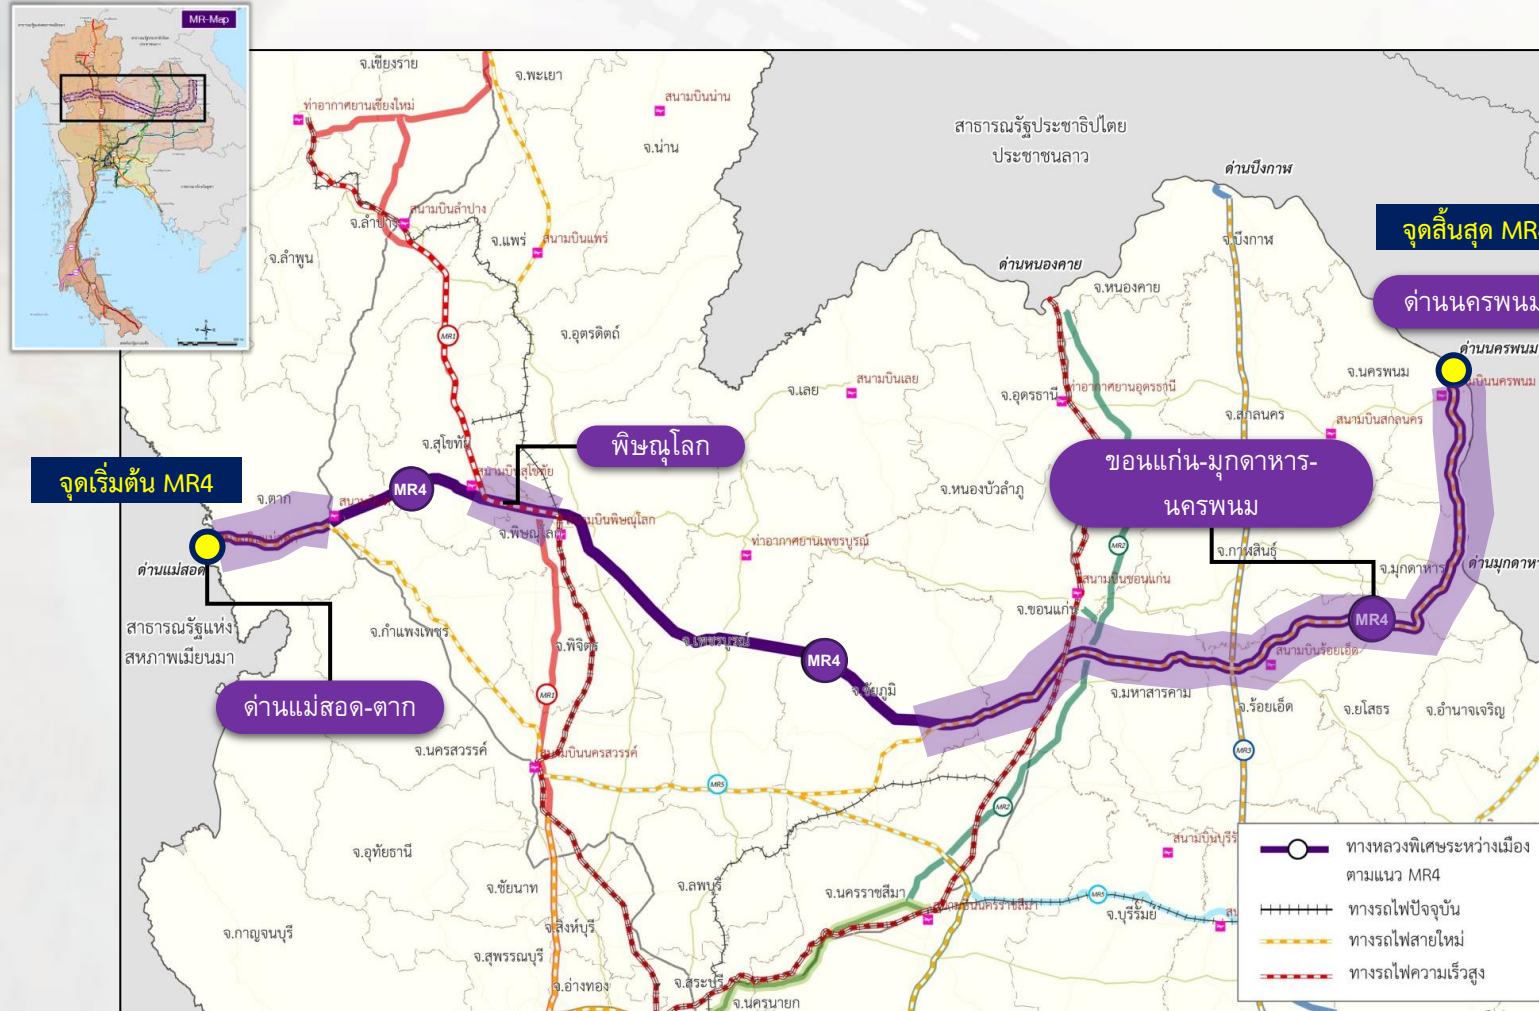 MR-Map
จ.เชียงราย
จ.พะเยา
สนามบินน่าน
ท่าอากาศยานเชียงใหม่
จ.น่าน
สาธารณรัฐประชาธิปไตย
ประชาชนลาว
ด่านบึงกาฬ
สนามบินลำปาง
จ.ลำปาง
จ.แพร่
สนามบินแพร่
จ.บึงกาฬ
จุดสิ้นสุด MR
จ.ลำพูน
ด่านหนองคาย
จ.หนองคาย
ด่านนครพนม
MR1
จ.อุตรดิตถ์
ด่านนครพนม
จ.เลย
สนามบินเลย
จ.อุดรธานี
ท่าอากาศยานอุดรธานี
จ.นครพนม
จ.สกลนคร
สนามบินสกลนคร
จ.สุโขทัย
พิษณุโลก
สนามบินสุโขทัย
ขอนแก่น-มุกดาหาร-
นครพนม
จุดเริ่มต้น MR4
จ.ตาก
MR4
จ.หนองบัวลำภู
จ.พิษณุโลก
ท่าอากาศยานเพชรบูรณ์
MR2
จ.กาฬสินธุ์
ด่านแม่สอด
จ.มุกดาหาร
ด่านมุกดาหา
สนามบินขอนแก่น
จ.ขอนแก่น
สาธารณรัฐแห่ง
สหภาพเมียนมา
จ.กำแพงเพชร
จ.พิจิตร
จ.เพชรบูรณ์
MR4
MR4
สนามบินร้อยเอ็ด
จ.ชัยภูมิ
จ.มหาสารคาม
ด่านแม่สอด-ตาก
MR1
จ.ร้อยเอ็ด
จ.ยโสธร
จ.อำนาจเจริญ
จ.นครสวรรค์
สนามบินนครสวรรค์
MR3
MR5
MR2
จ.อุทัยธานี
สนามบินบุรีรั
จ.ชัยนาท
จ.ลพบุรี
จ.นครราชสีมา
สนามบินนครราชสีมา
MR5
จ.บุรีรัมย์
จ.กาญจนบุรี
จ.สิงห์บุรี
จ.สุพรรณบุรี
จ.อ่างทอง
จ.สระบุรี
จ.นครนายก
ทางหลวงพิเศษระหว่างเมือง
ตามแนว MR4
ทางรถไฟปัจจุบัน
ทางรถไฟสายใหม่
ทางรถไฟความเร็วสูง